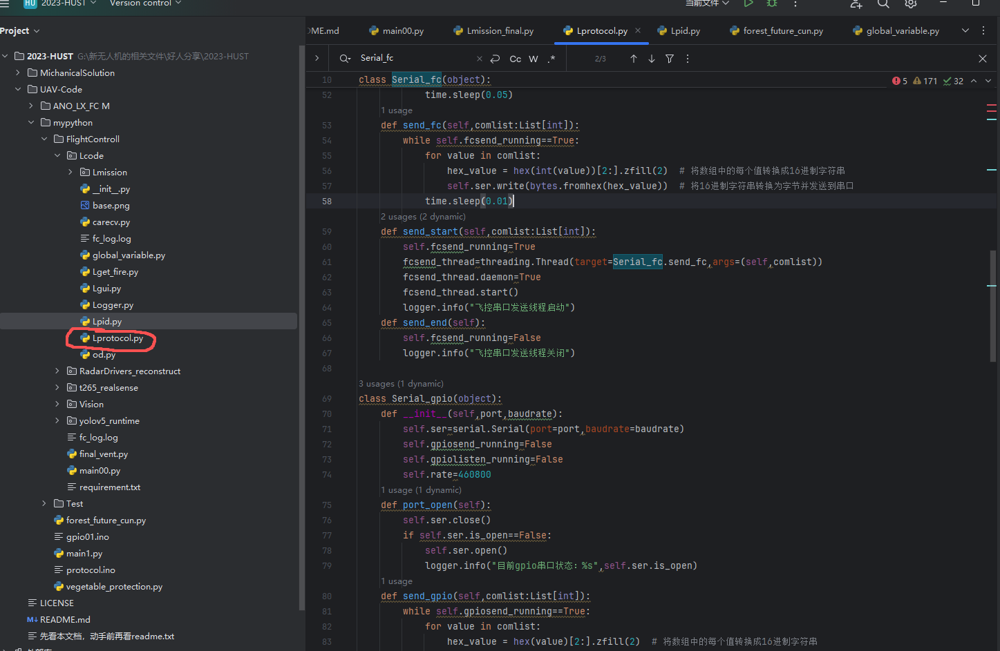 HU 2023-HUST Version control 当前文件
Project
2023-HUST G:\新无人机的相关文件\好人分享\2023-HUST
MichanicalSolution
UAV-Code
ANO_LX_FC M
mypython
FlightControll
Lcode
Lmission
__init__.py
base.png
carecv.py
fc_log.log
global_variable.py
Lget_fire.py
Lgui.py
Logger.py
Lpid.py
Lprotocol.py
od.py
RadarDrivers_reconstruct
t265_realsense
Vision
yolov5_runtime
fc_log.log
final_vent.py
main00.py
requirement.txt
Test
forest_future_cun.py
gpio01.ino
main1.py
protocol.ino
vegetable_protection.py
LICENSE
M↓ README.md
先看本文档，动手前再看readme.txt
外部库
DME.md main00.py Lmission_final.py Lprotocol.py Lpid.py forest_future_cun.py global_variable.py
Serial_fc Cc W .* 2/3
10 class Serial_fc(object): 5 171 32
52 time.sleep(0.05)
1 usage
53 def send_fc(self,comlist:List[int]):
54 while self.fcsend_running==True:
55 for value in comlist:
56 hex_value = hex(int(value))[2:].zfill(2) # 将数组中的每个值转换成16进制字符串
57 self.ser.write(bytes.fromhex(hex_value)) # 将16进制字符串转换为字节并发送到串口
58 time.sleep(0.01)
2 usages (2 dynamic)
59 def send_start(self,comlist:List[int]):
60 self.fcsend_running=True
61 fcsend_thread=threading.Thread(target=Serial_fc.send_fc,args=(self,comlist))
62 fcsend_thread.daemon=True
63 fcsend_thread.start()
64 logger.info("飞控串口发送线程启动")
65 def send_end(self):
66 self.fcsend_running=False
67 logger.info("飞控串口发送线程关闭")
68
3 usages (1 dynamic)
69 class Serial_gpio(object):
70 def __init__(self,port,baudrate):
71 self.ser=serial.Serial(port=port,baudrate=baudrate)
72 self.gpiosend_running=False
73 self.gpiolisten_running=False
74 self.rate=460800
1 usage (1 dynamic)
75 def port_open(self):
76 self.ser.close()
77 if self.ser.is_open==False:
78 self.ser.open()
79 logger.info("目前gpio串口状态：%s",self.ser.is_open)
1 usage
80 def send_gpio(self,comlist:List[int]):
81 while self.gpiosend_running==True:
82 for value in comlist:
83 hex_value = hex(value)[2:].zfill(2) # 将数组中的每个值转换成16进制字符串